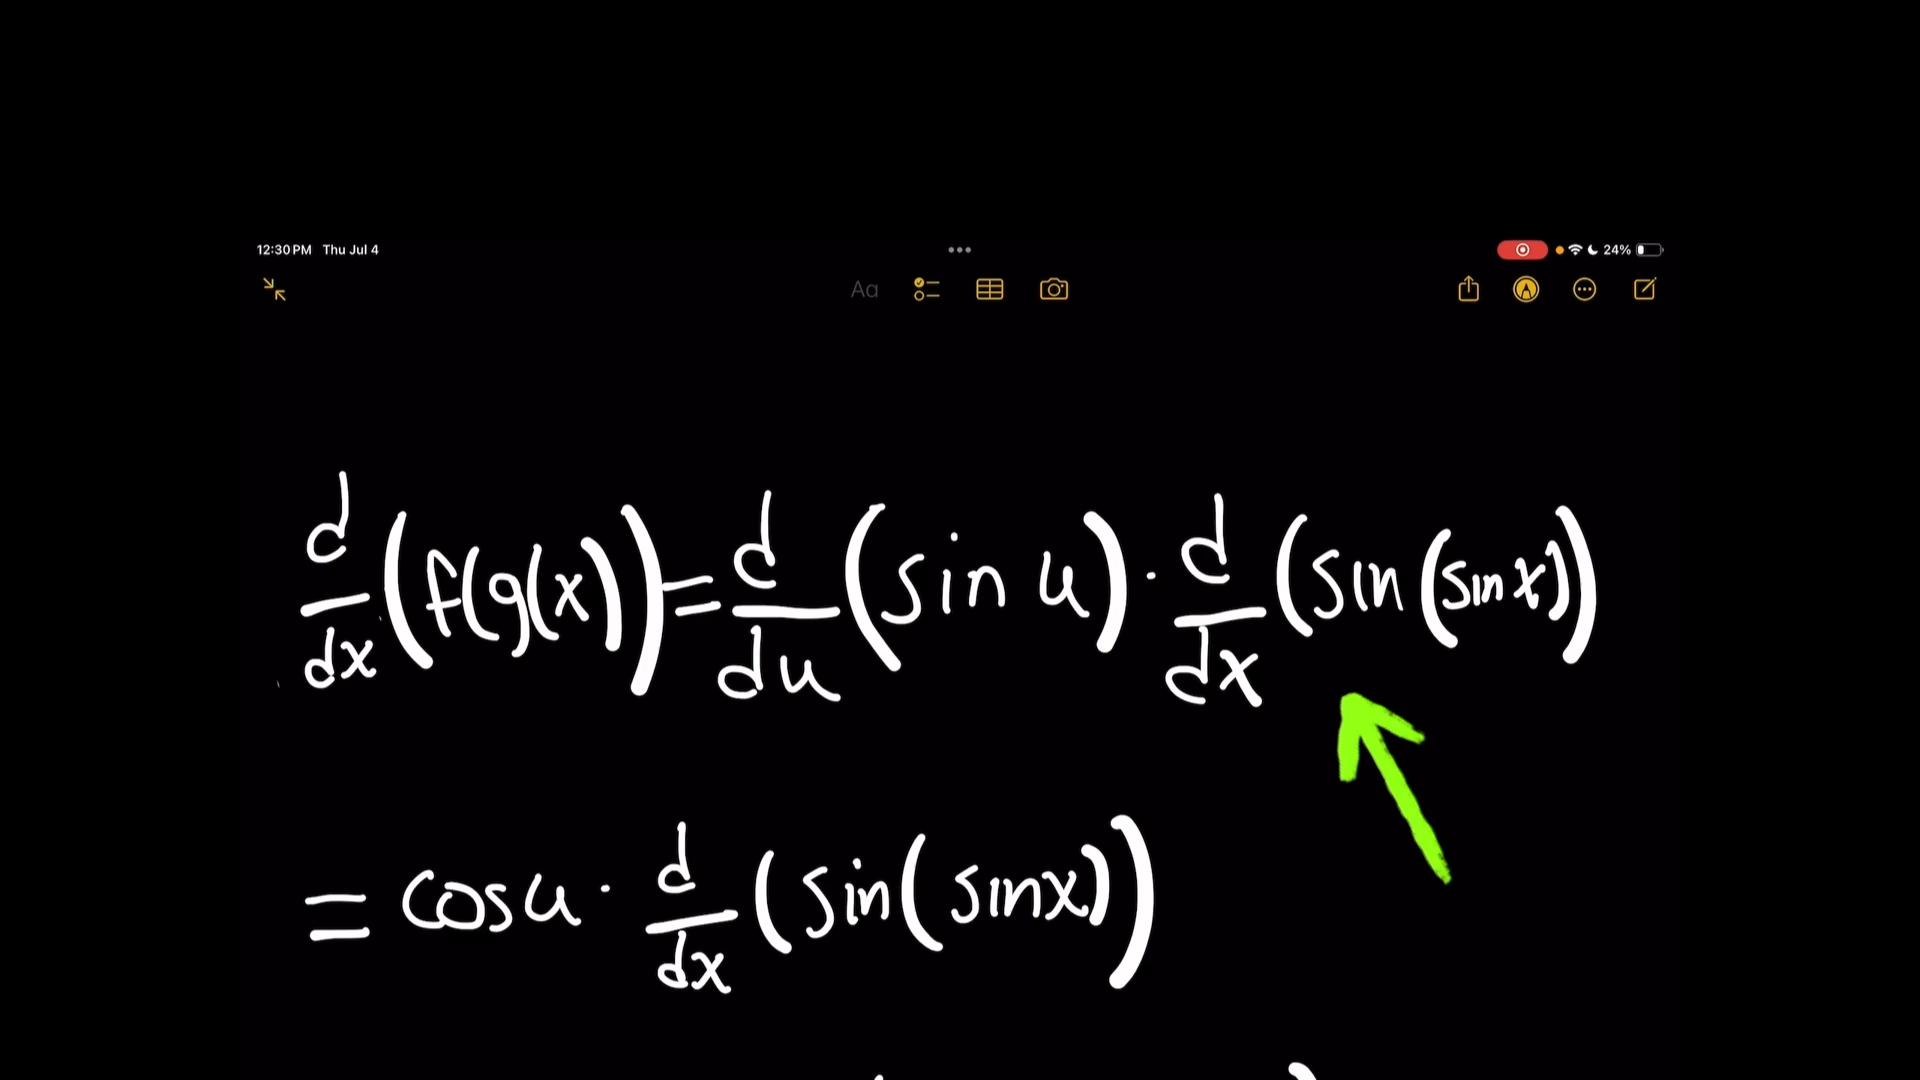 12:30 PM Thu Jul 4 24%
Aa
d/dx (f(g(x)) = d/du (sin u) · d/dx (sin (sin x))
= cos u · d/dx (sin (sin x))